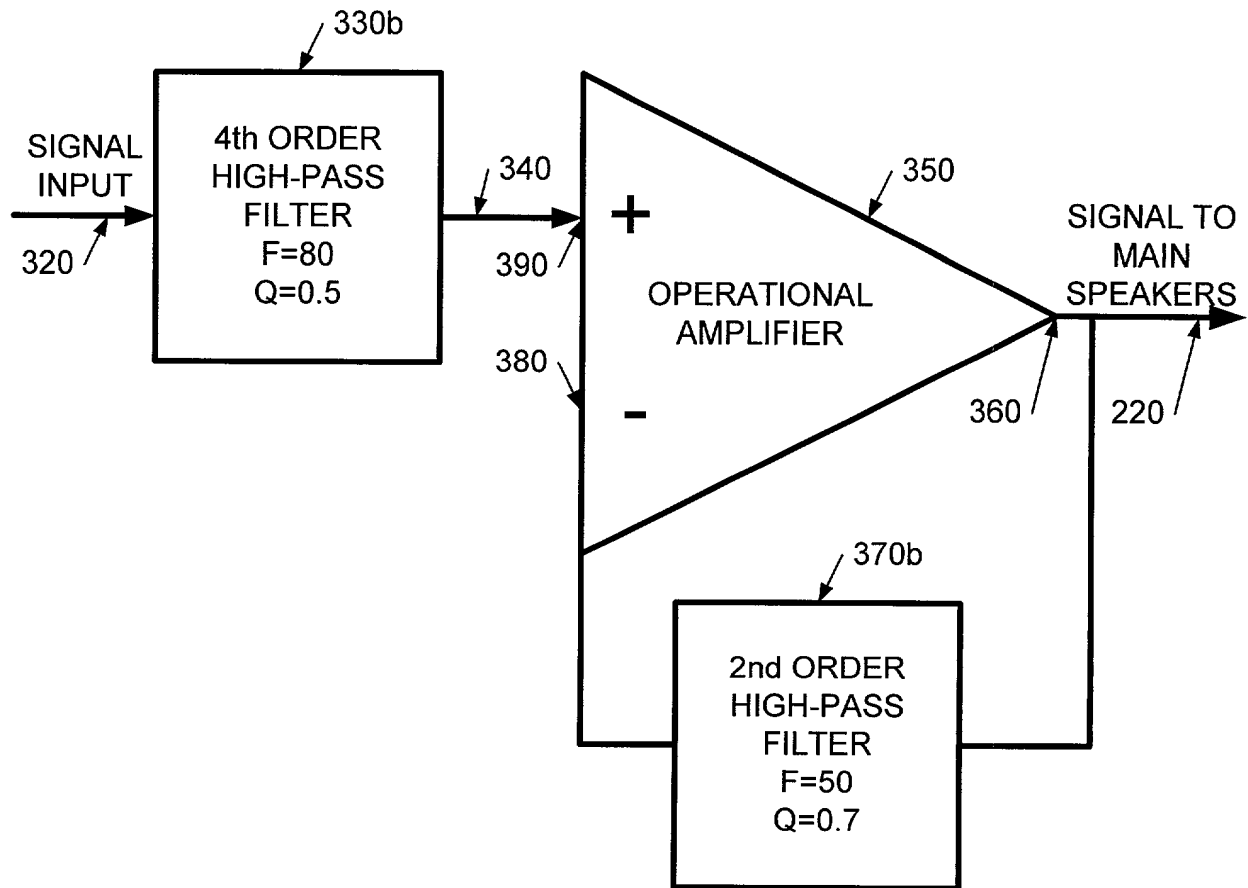 330b
4th ORDER
HIGH-PASS
FILTER
F=80
Q=0.5
SIGNAL
INPUT
320
340
390
380
+
-
OPERATIONAL
AMPLIFIER
350
SIGNAL TO
MAIN
SPEAKERS
360
220
370b
2nd ORDER
HIGH-PASS
FILTER
F=50
Q=0.7